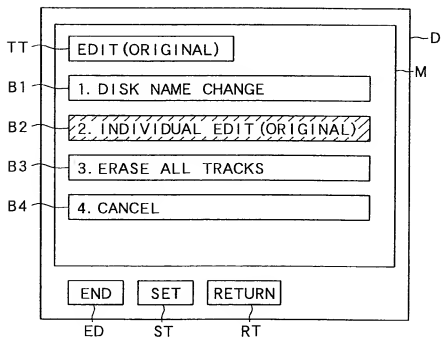 TT
EDIT(ORIGINAL)
D
M
B1
1. DISK NAME CHANGE
B2
2. INDIVIDUAL EDIT(ORIGINAL)
B3
3. ERASE ALL TRACKS
B4
4. CANCEL
END
SET
RETURN
ED
ST
RT